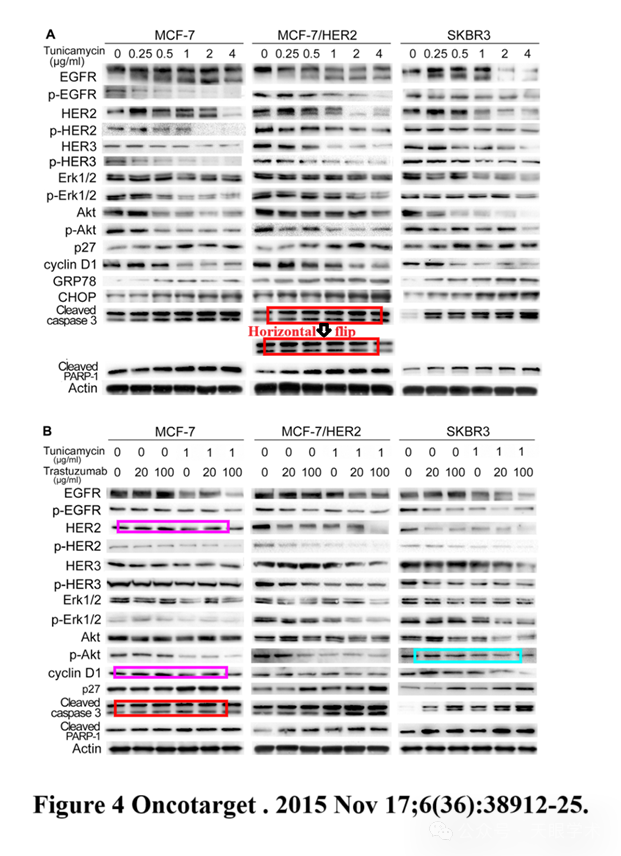 A MCF-7 MCF-7/HER2 SKBR3
Tunicamycin (μg/ml) 0 0.25 0.5 1 2 4 0 0.25 0.5 1 2 4 0 0.25 0.5 1 2 4
EGFR
p-EGFR
HER2
p-HER2
HER3
p-HER3
Erk1/2
p-Erk1/2
Akt
p-Akt
p27
cyclin D1
GRP78
CHOP
Cleaved
caspase 3
Horizontal flip
Cleaved
PARP-1
Actin
B MCF-7 MCF-7/HER2 SKBR3
Tunicamycin (μg/ml) 0 0 0 1 1 1 0 0 0 1 1 1 0 0 0 1 1 1
Trastuzumab (μg/ml) 0 20 100 0 20 100 0 20 100 0 20 100 0 20 100 0 20 100
EGFR
p-EGFR
HER2
p-HER2
HER3
p-HER3
Erk1/2
p-Erk1/2
Akt
p-Akt
cyclin D1
p27
Cleaved
caspase 3
Cleaved
PARP-1
Actin
Figure 4 Oncotarget . 2015 Nov 17;6(36):38912-25.